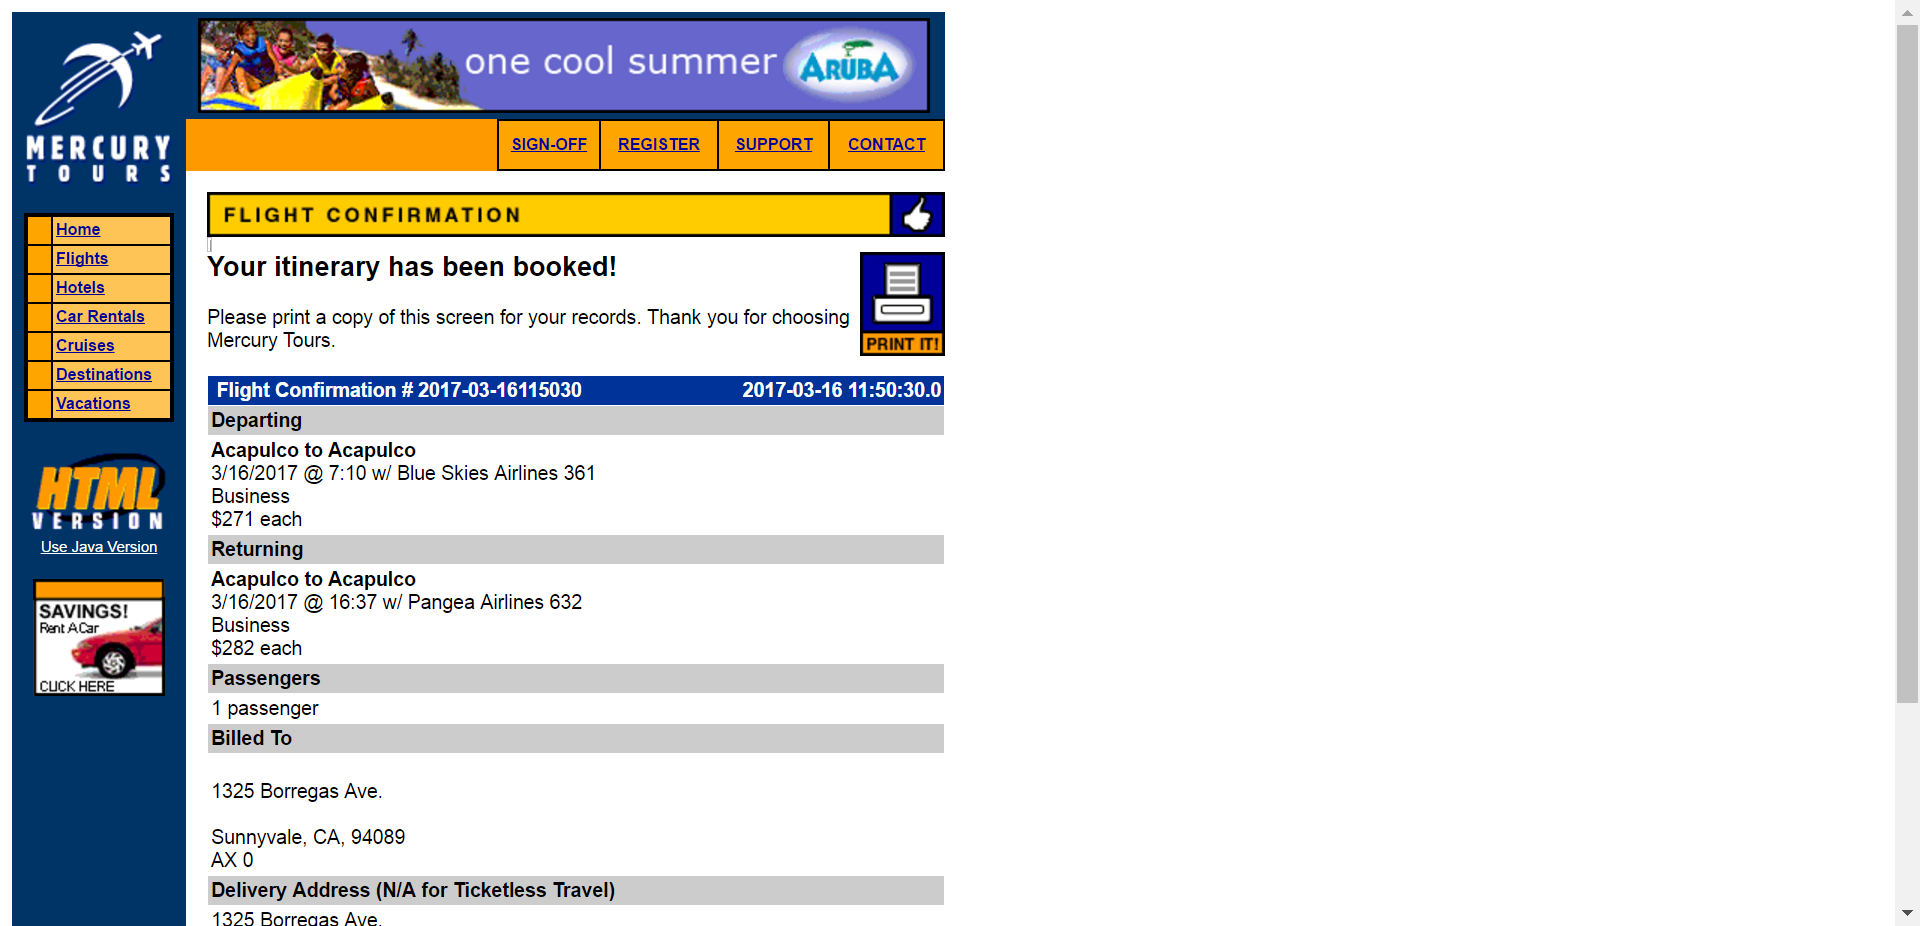 one cool summer ARUBA
MERCURY
TOURS
SIGN-OFF REGISTER SUPPORT CONTACT
FLIGHT CONFIRMATION
Home
Flights
Hotels
Car Rentals
Cruises
Destinations
Vacations
HTML
VERSION
Use Java Version
SAVINGS!
Rent A Car
CLICK HERE
Your itinerary has been booked!
Please print a copy of this screen for your records. Thank you for choosing
Mercury Tours.
PRINT IT!
Flight Confirmation # 2017-03-16115030 2017-03-16 11:50:30.0
Departing
Acapulco to Acapulco
3/16/2017 @ 7:10 w/ Blue Skies Airlines 361
Business
$271 each
Returning
Acapulco to Acapulco
3/16/2017 @ 16:37 w/ Pangea Airlines 632
Business
$282 each
Passengers
1 passenger
Billed To
1325 Borregas Ave.
Sunnyvale, CA, 94089
AX 0
Delivery Address (N/A for Ticketless Travel)
1325 Borregas Ave.